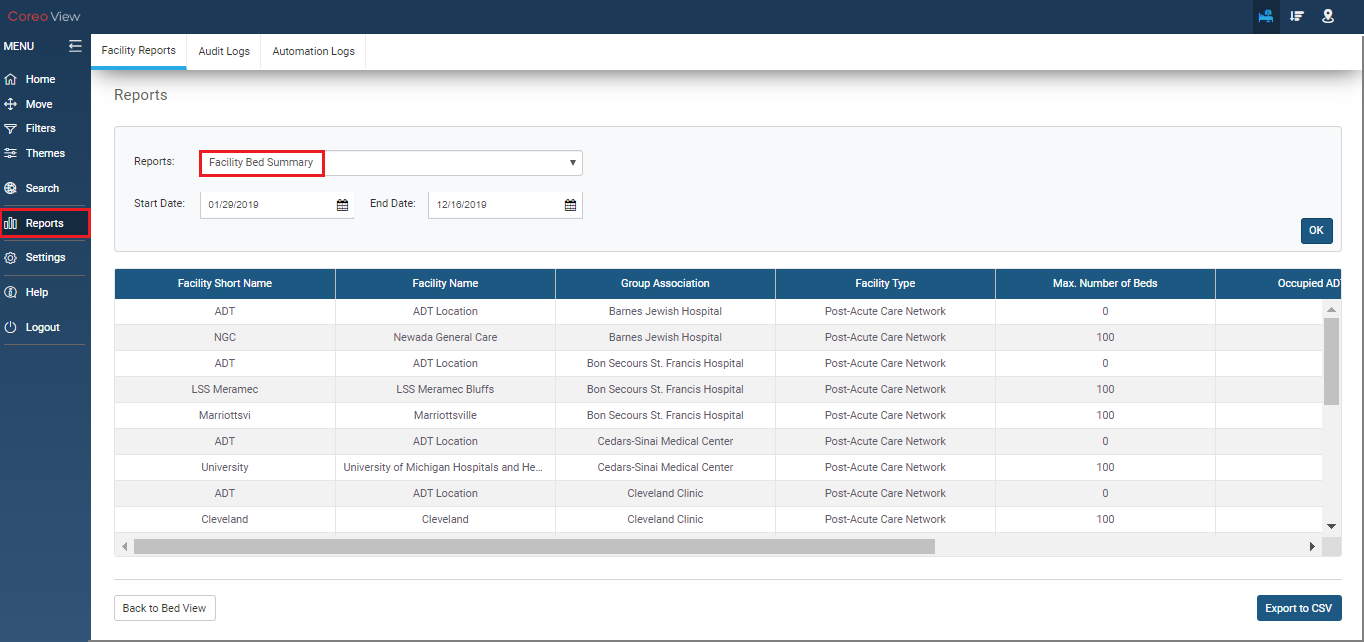 Coreo View
MENU
Home
Move
Filters
Themes
Search
Reports
Settings
Help
Logout
Facility Reports Audit Logs Automation Logs
Reports
Reports: Facility Bed Summary
Start Date: 01/29/2019 End Date: 12/16/2019
OK
Facility Short Name Facility Name Group Association Facility Type Max. Number of Beds Occupied AD
ADT ADT Location Barnes Jewish Hospital Post-Acute Care Network 0
NGC Newada General Care Barnes Jewish Hospital Post-Acute Care Network 100
ADT ADT Location Bon Secours St. Francis Hospital Post-Acute Care Network 0
LSS Meramec LSS Meramec Bluffs Bon Secours St. Francis Hospital Post-Acute Care Network 100
Marriottsvi Marriottsville Bon Secours St. Francis Hospital Post-Acute Care Network 100
ADT ADT Location Cedars-Sinai Medical Center Post-Acute Care Network 0
University University of Michigan Hospitals and He... Cedars-Sinai Medical Center Post-Acute Care Network 100
ADT ADT Location Cleveland Clinic Post-Acute Care Network 0
Cleveland Cleveland Cleveland Clinic Post-Acute Care Network 100
Back to Bed View Export to CSV